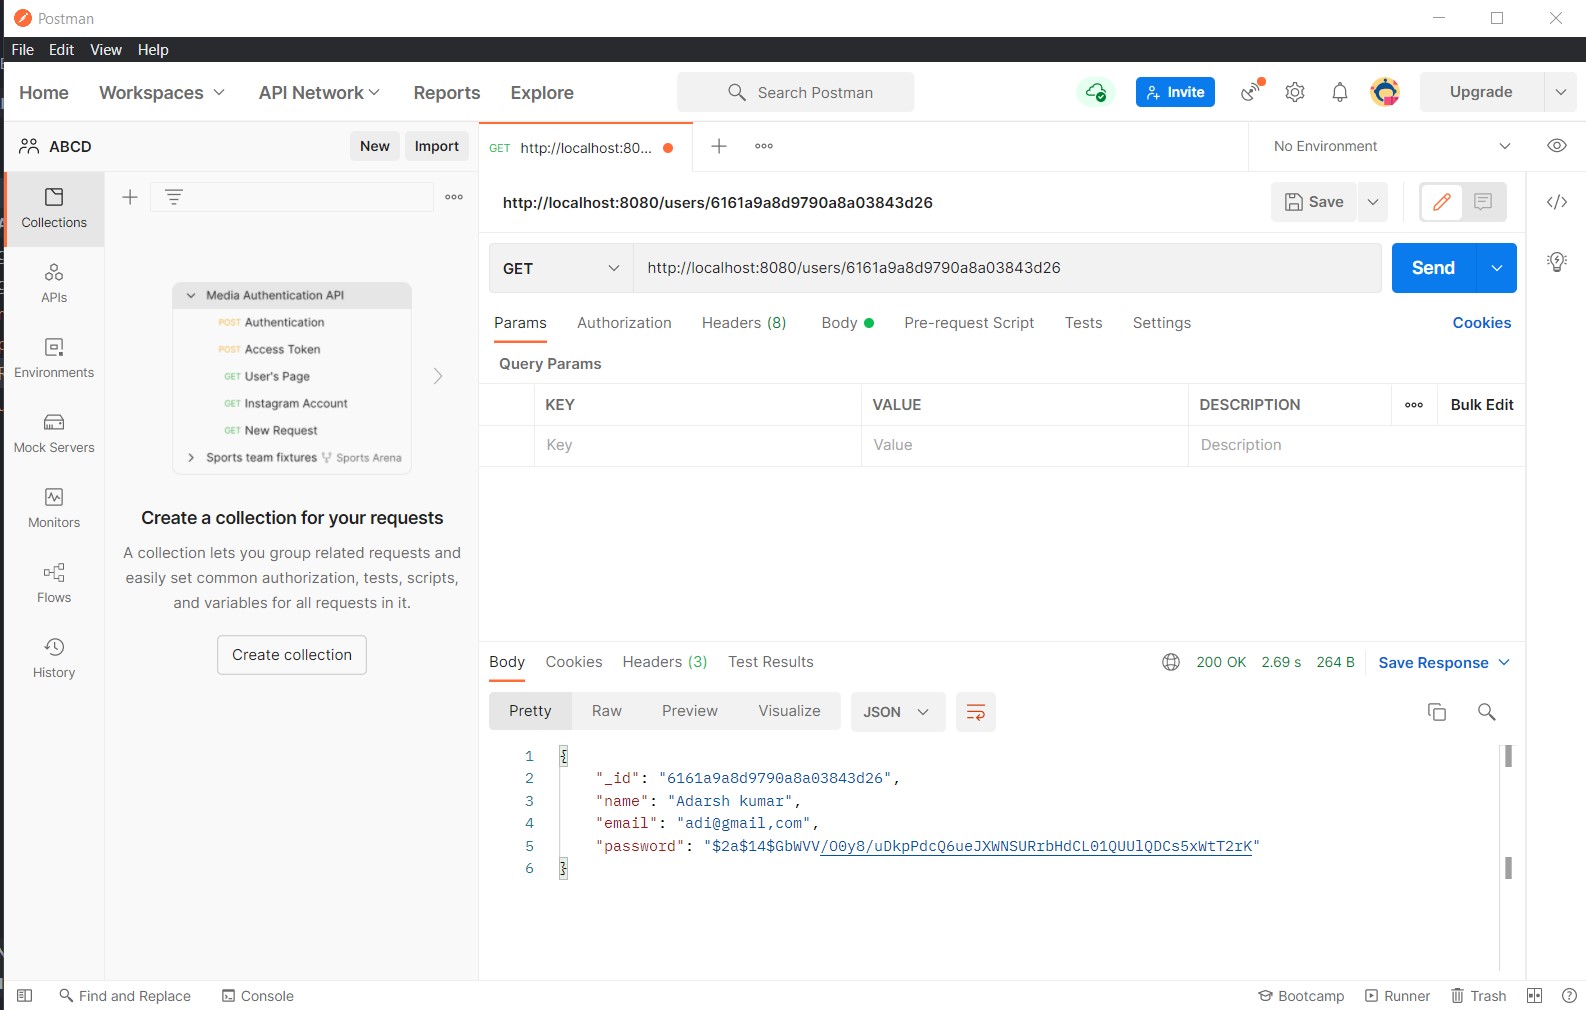 Postman
File Edit View Help
Home Workspaces API Network Reports Explore Search Postman Invite Upgrade
ABCD New Import
GET http://localhost:80... No Environment
http://localhost:8080/users/6161a9a8d9790a8a03843d26 Save
GET http://localhost:8080/users/6161a9a8d9790a8a03843d26 Send
Params Authorization Headers (8) Body Pre-request Script Tests Settings Cookies
Query Params
KEY VALUE DESCRIPTION Bulk Edit
Key Value Description
Collections
APIs
Environments
Mock Servers
Monitors
Flows
History
Media Authentication API
POST Authentication
POST Access Token
GET User's Page
GET Instagram Account
GET New Request
Sports team fixtures Sports Arena
Create a collection for your requests
A collection lets you group related requests and
easily set common authorization, tests, scripts,
and variables for all requests in it.
Create collection
Body Cookies Headers (3) Test Results 200 OK 2.69 s 264 B Save Response
Pretty Raw Preview Visualize JSON
1 {
2 "_id": "6161a9a8d9790a8a03843d26",
3 "name": "Adarsh kumar",
4 "email": "adi@gmail,com",
5 "password": "$2a$14$GbWVV/O0y8/uDkpPdcQ6ueJXWNSURrbHdCL01QUUlQDCs5xWtT2rK"
6 }
Find and Replace Console Bootcamp Runner Trash